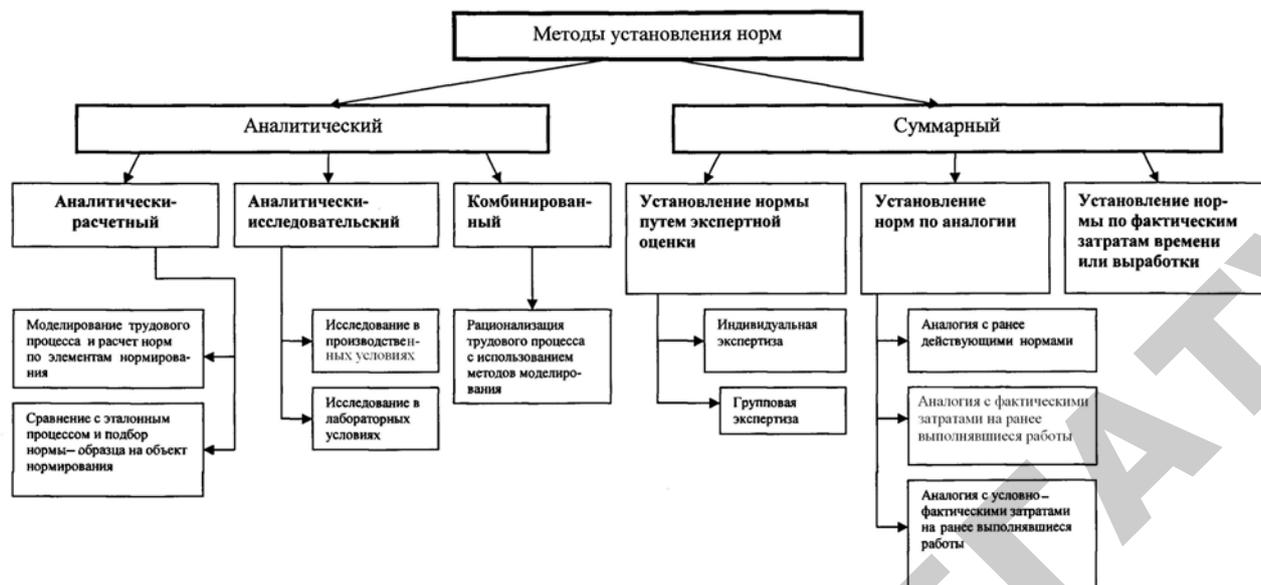 Методы установления норм
Аналитический
Суммарный
Аналитически-
расчетный
Аналитически-
исследовательский
Комбинирован-
ный
Установление нормы
путем экспертной
оценки
Установление
норм по аналогии
Установление нор-
мы по фактическим
затратам времени
или выработки
Моделирование трудового
процесса и расчет норм
по элементам нормирова-
ния
Сравнение с эталонным
процессом и подбор
нормы– образца на объект
нормирования
Исследование в
производствен-
ных условиях
Исследование в
лабораторных
условиях
Рационализация
трудового процесса
с использованием
методов моделиро-
вания
Индивидуальная
экспертиза
Групповая
экспертиза
Аналогия с ранее
действующими нормами
Аналогия с фактическими
затратами на ранее
выполнявшиеся работы
Аналогия с условно–
фактическими затратами
на ранее выполнявшиеся
работы